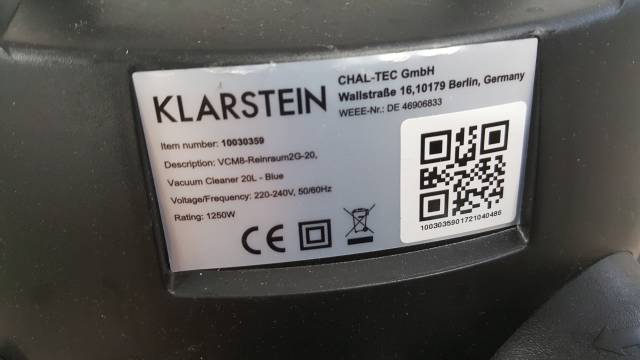 KLARSTEIN
CHAL-TEC GmbH
Wallstraße 16,10179 Berlin, Germany
WEEE-Nr.: DE 46906833
Item number: 10030359
Description: VCM8-Reinraum2G-20,
Vacuum Cleaner 20L - Blue
Voltage/Frequency: 220-240V, 50/60Hz
Rating: 1250W
CE
1003035901721040486